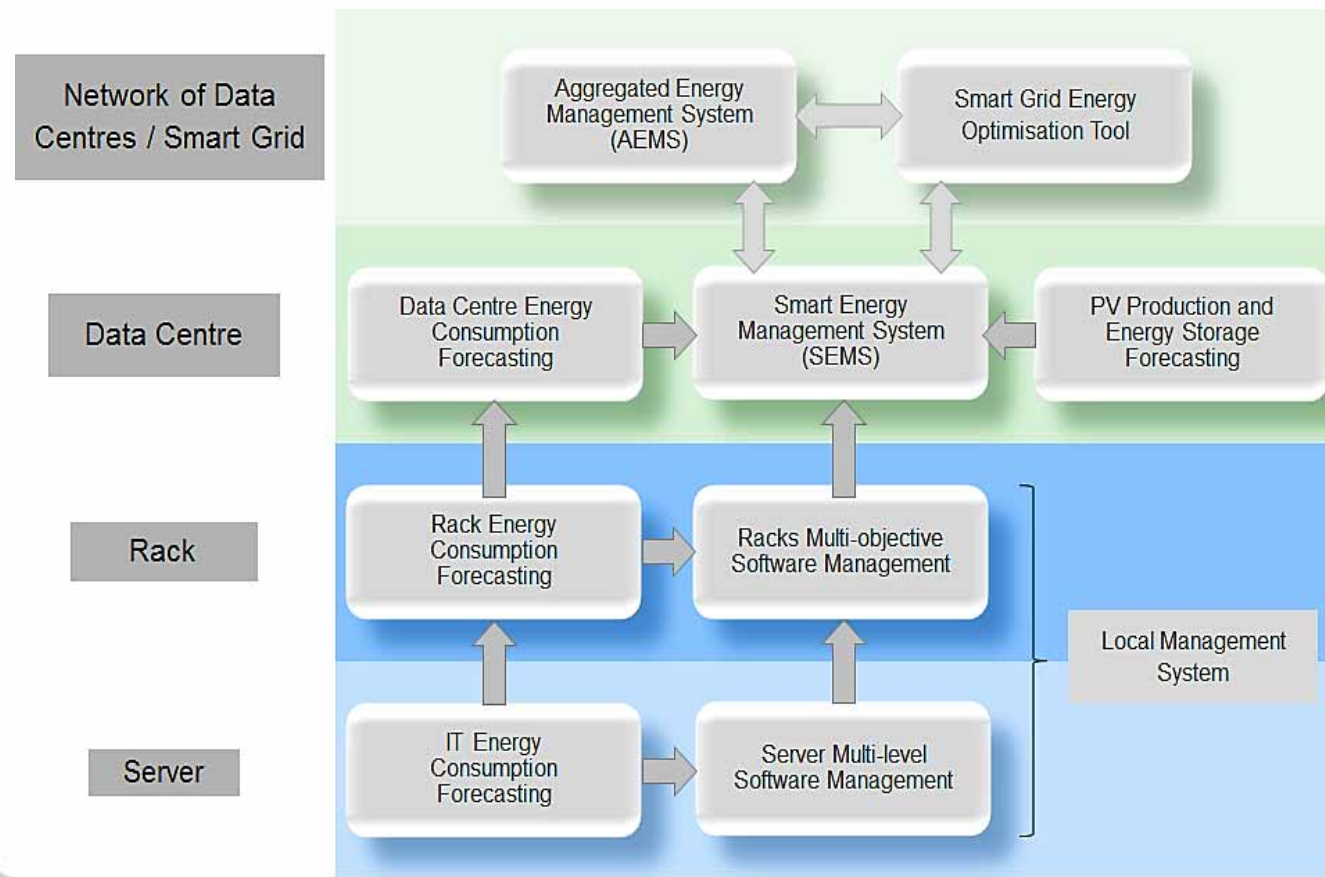 Network of Data
Centres / Smart Grid
Aggregated Energy
Management System
(AEMS)
Smart Grid Energy
Optimisation Tool
Data Centre
Data Centre Energy
Consumption
Forecasting
Smart Energy
Management System
(SEMS)
PV Production and
Energy Storage
Forecasting
Rack
Rack Energy
Consumption
Forecasting
Racks Multi-objective
Software Management
Local Management
System
Server
IT Energy
Consumption
Forecasting
Server Multi-level
Software Management